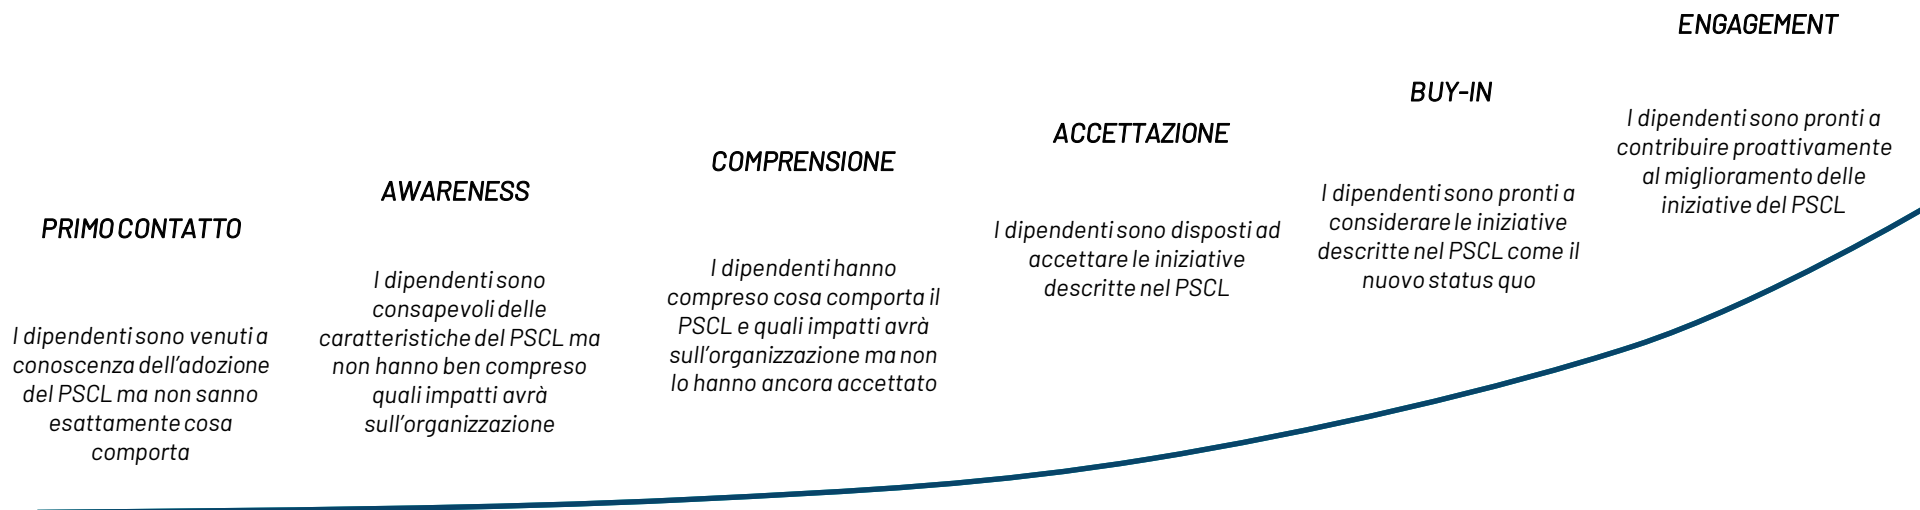 PRIMO CONTATTO
I dipendenti sono venuti a
conoscenza dell’adozione
del PSCL ma non sanno
esattamente cosa
comporta
AWARENESS
I dipendenti sono
consapevoli delle
caratteristiche del PSCL ma
non hanno ben compreso
quali impatti avrà
sull’organizzazione
COMPRENSIONE
I dipendenti hanno
compreso cosa comporta il
PSCL e quali impatti avrà
sull’organizzazione ma non
lo hanno ancora accettato
ACCETTAZIONE
I dipendenti sono disposti ad
accettare le iniziative
descritte nel PSCL
BUY-IN
I dipendenti sono pronti a
considerare le iniziative
descritte nel PSCL come il
nuovo status quo
ENGAGEMENT
I dipendenti sono pronti a
contribuire proattivamente
al miglioramento delle
iniziative del PSCL